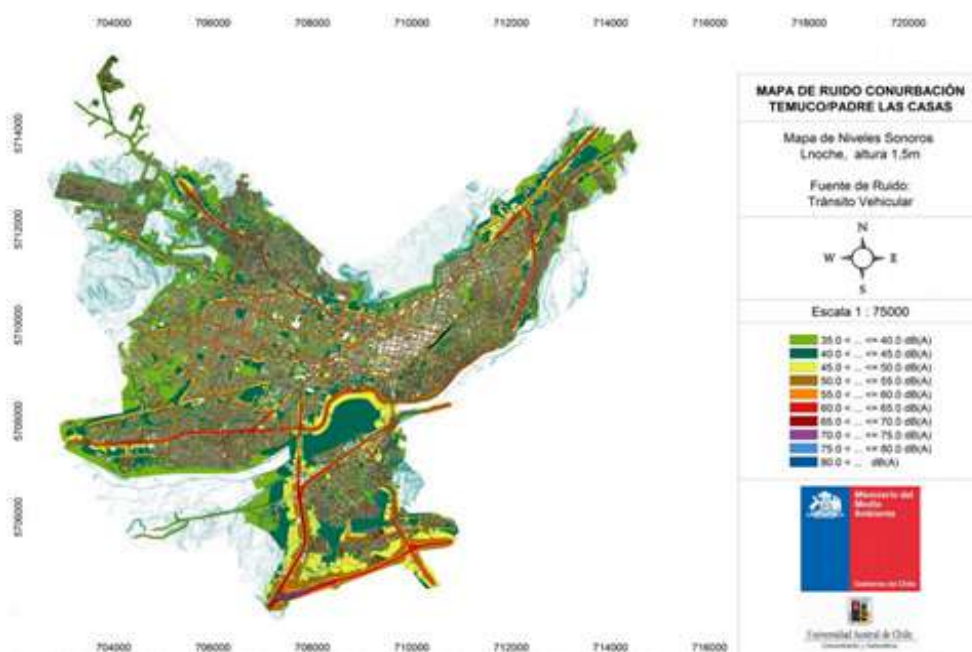 704000 706000 708000 710000 712000 714000 718000 720000
5714000
5712000
5710000
5708000
5706000
704000 706000 708000 710000 712000 714000 716000
MAPA DE RUIDO CONURBACIÓN
TEMUCO/PADRE LAS CASAS
Mapa de Niveles Sonoros
Lnoche, altura 1,5m
Fuente de Ruido:
Tránsito Vehicular
N
W E
S
Escala 1 : 75000
35.0 < ... <= 40.0 dB(A)
40.0 < ... <= 45.0 dB(A)
45.0 < ... <= 50.0 dB(A)
50.0 < ... <= 55.0 dB(A)
55.0 < ... <= 60.0 dB(A)
60.0 < ... <= 65.0 dB(A)
65.0 < ... <= 70.0 dB(A)
70.0 < ... <= 75.0 dB(A)
75.0 < ... <= 80.0 dB(A)
80.0 < ... dB(A)
Ministerio del
Medio
Ambiente
Gobierno de Chile
Universidad Austral de Chile